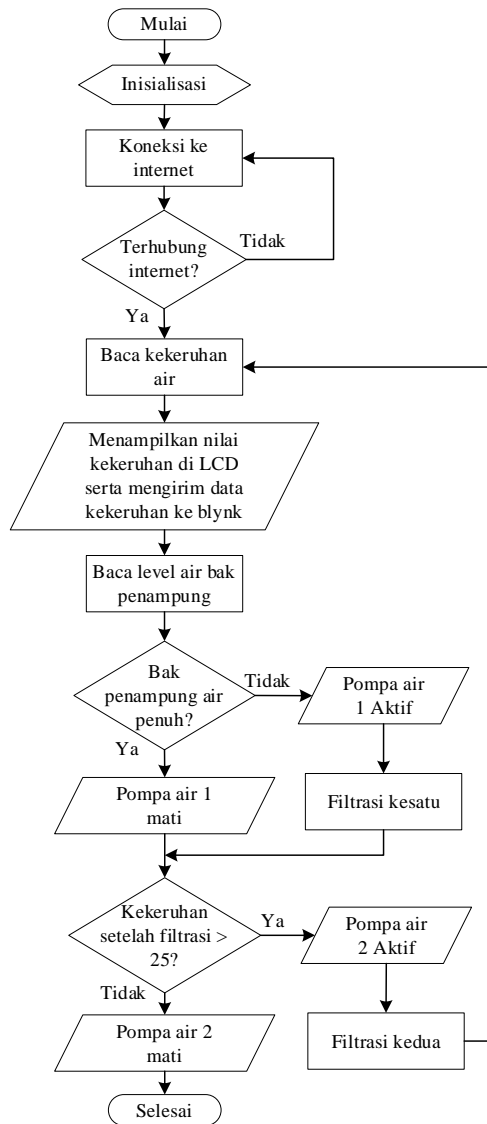 Mulai
Inisialisasi
Koneksi ke
internet
Terhubung
internet?
Tidak
Ya
Baca kekeruhan
air
Menampilkan nilai
kekeruhan di LCD
serta mengirim data
kekeruhan ke blynk
Baca level air bak
penampung
Bak
penampung air
penuh?
Tidak
Pompa air
1 Aktif
Ya
Pompa air 1
mati
Filtrasi kesatu
Kekeruhan
setelah filtrasi >
25?
Ya
Pompa air
2 Aktif
Tidak
Pompa air 2
mati
Filtrasi kedua
Selesai